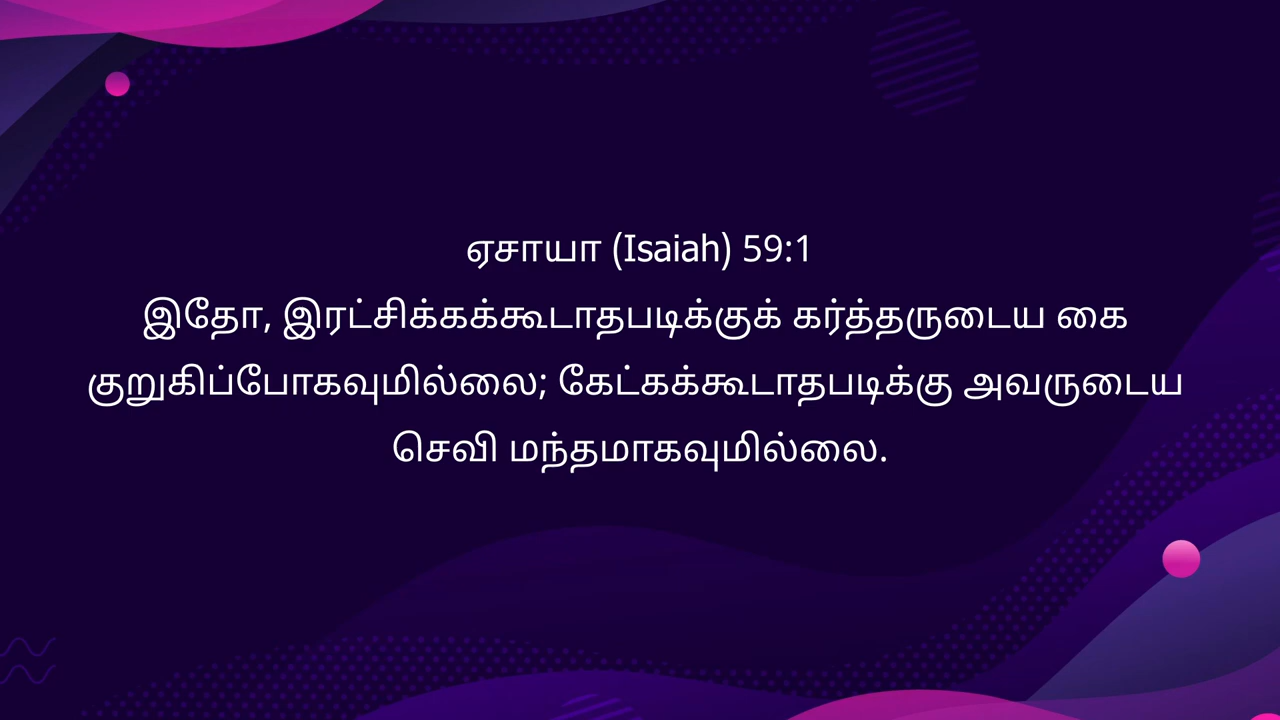 ஏசாயா (Isaiah) 59:1
இதோ, இரட்சிக்கக்கூடாதபடிக்குக் கர்த்தருடைய கை
குறுகிப்போகவுமில்லை; கேட்கக்கூடாதபடிக்கு அவருடைய
செவி மந்தமாகவுமில்லை.